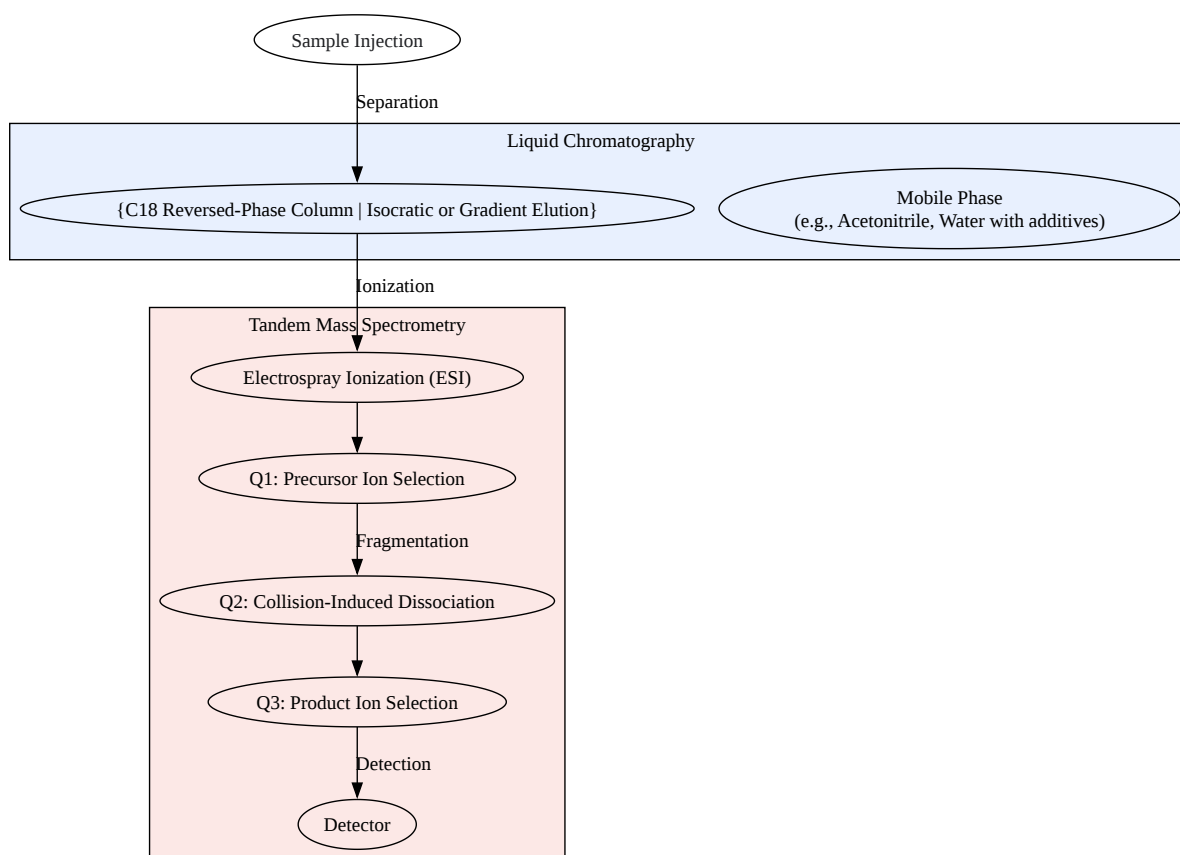 Sample Injection
Separation
Liquid Chromatography
{C18 Reversed-Phase Column | Isocratic or Gradient Elution}
Mobile Phase
(e.g., Acetonitrile, Water with additives)
Ionization
Tandem Mass Spectrometry
Electrospray Ionization (ESI)
Q1: Precursor Ion Selection
Fragmentation
Q2: Collision-Induced Dissociation
Q3: Product Ion Selection
Detection
Detector